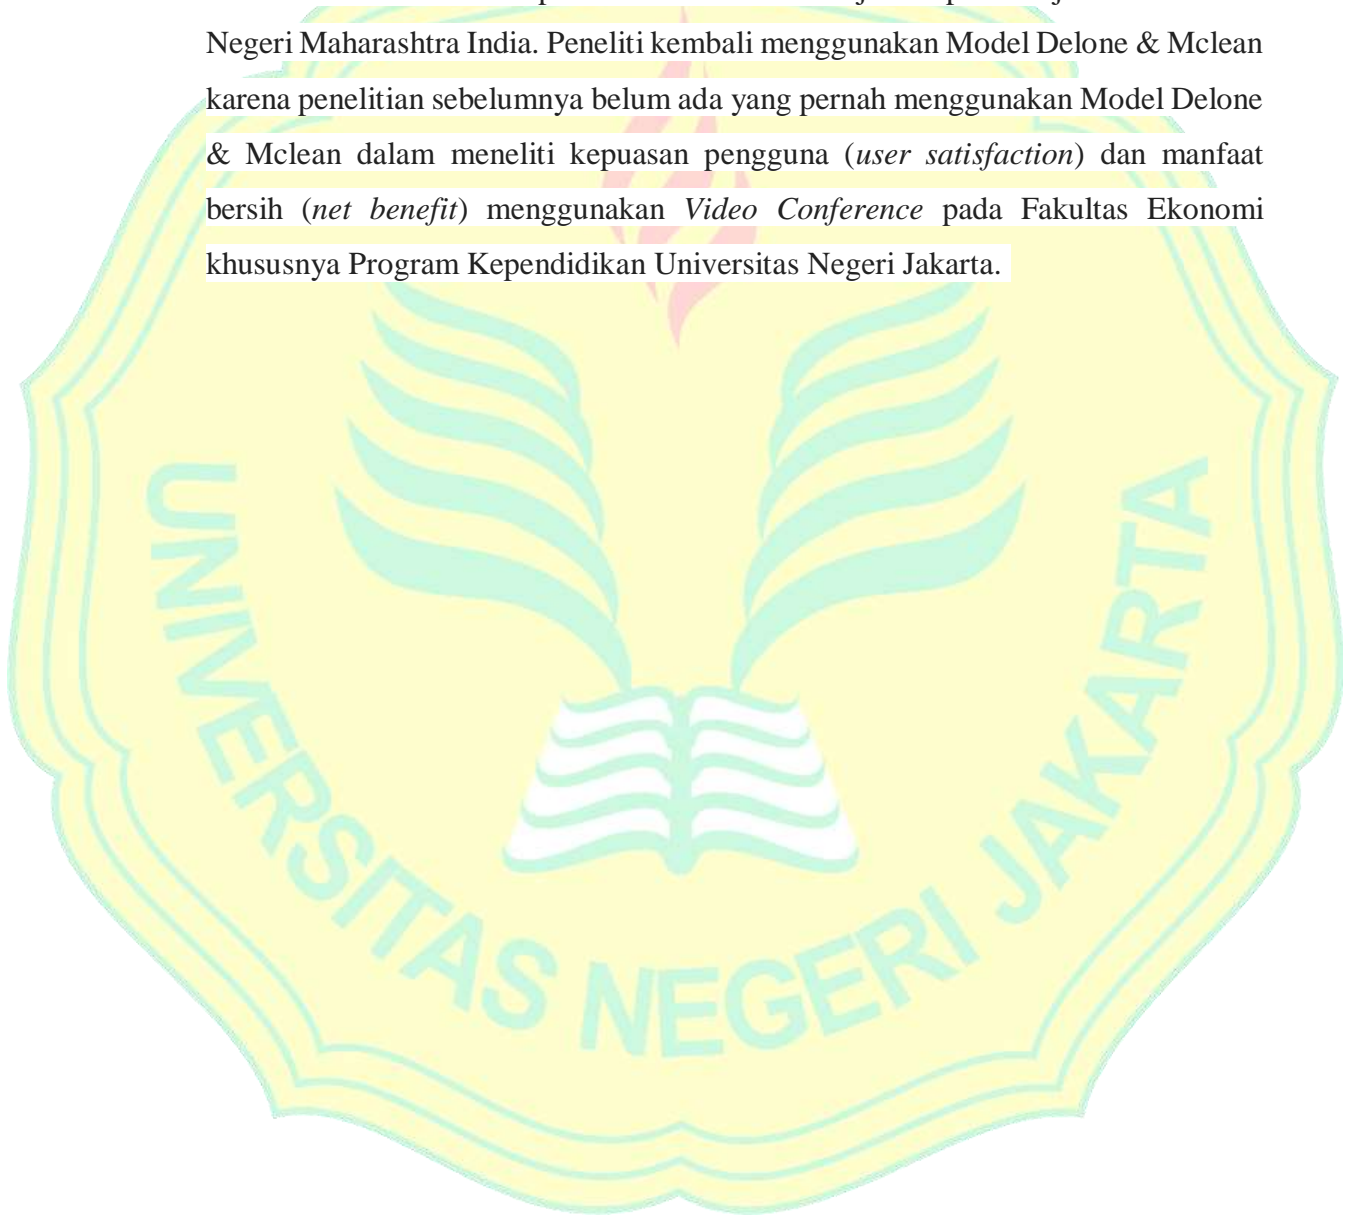 Negeri Maharashtra India. Peneliti kembali menggunakan Model Delone & Mclean
karena penelitian sebelumnya belum ada yang pernah menggunakan Model Delone
& Mclean dalam meneliti kepuasan pengguna (user satisfaction) dan manfaat
bersih (net benefit) menggunakan Video Conference pada Fakultas Ekonomi
khususnya Program Kependidikan Universitas Negeri Jakarta.
UNIVERSITAS NEGERI JAKARTA